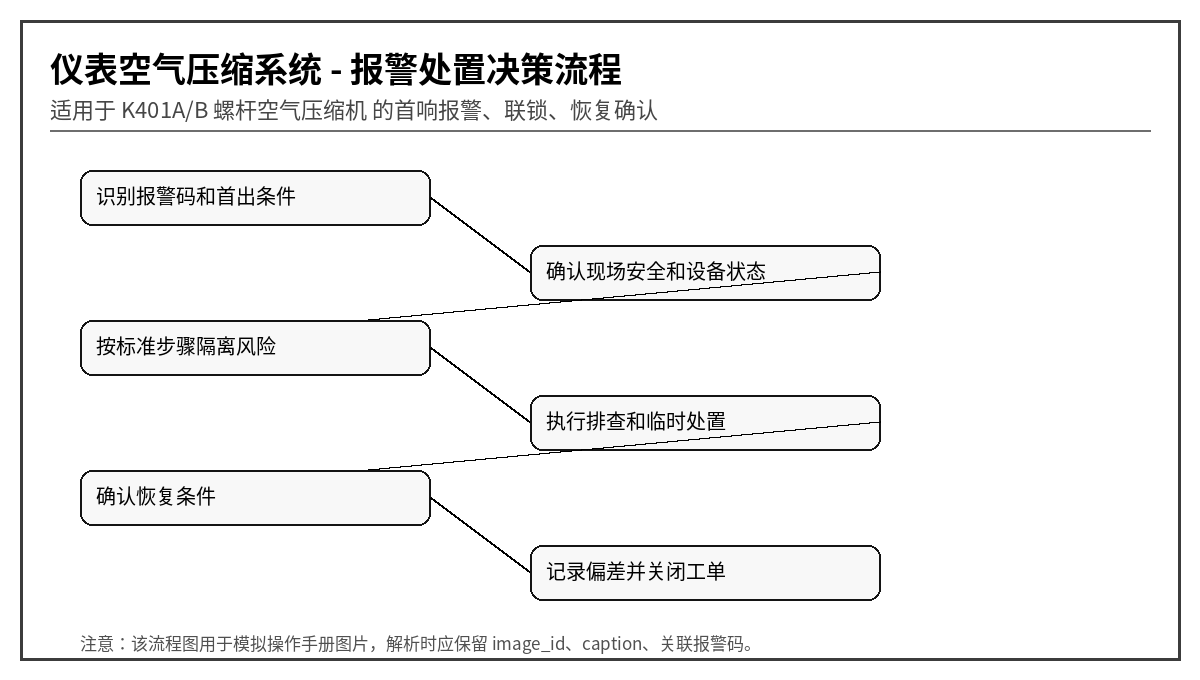 仪表空气压缩系统 - 报警处置决策流程
适用于 K401A/B 螺杆空气压缩机 的首响报警、联锁、恢复确认
识别报警码和首出条件
确认现场安全和设备状态
按标准步骤隔离风险
执行排查和临时处置
确认恢复条件
记录偏差并关闭工单
注意：该流程图用于模拟操作手册图片，解析时应保留 image_id、caption、关联报警码。